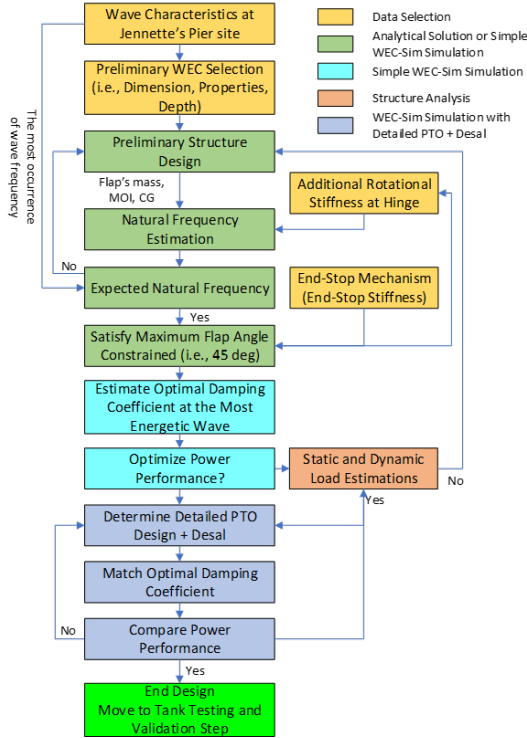 Wave Characteristics at
Jennette's Pier site
Preliminary WEC Selection
(i.e., Dimension, Properties,
Depth)
Preliminary Structure
Design
Flap's mass,
MOI, CG
Natural Frequency
Estimation
No
Expected Natural Frequency
Yes
Satisfy Maximum Flap Angle
Constrained (i.e., 45 deg)
Estimate Optimal Damping
Coefficient at the Most
Energetic Wave
Optimize Power
Performance?
Determine Detailed PTO
Design + Desal
Match Optimal Damping
Coefficient
No
Compare Power
Performance
Yes
End Design
Move to Tank Testing and
Validation Step
The most occurrence
of wave frequency
Additional Rotational
Stiffness at Hinge
End-Stop Mechanism
(End-Stop Stiffness)
Static and Dynamic
Load Estimations
No
Yes
Data Selection
Analytical Solution or Simple
WEC-Sim Simulation
Simple WEC-Sim Simulation
Structure Analysis
WEC-Sim Simulation with
Detailed PTO + Desal